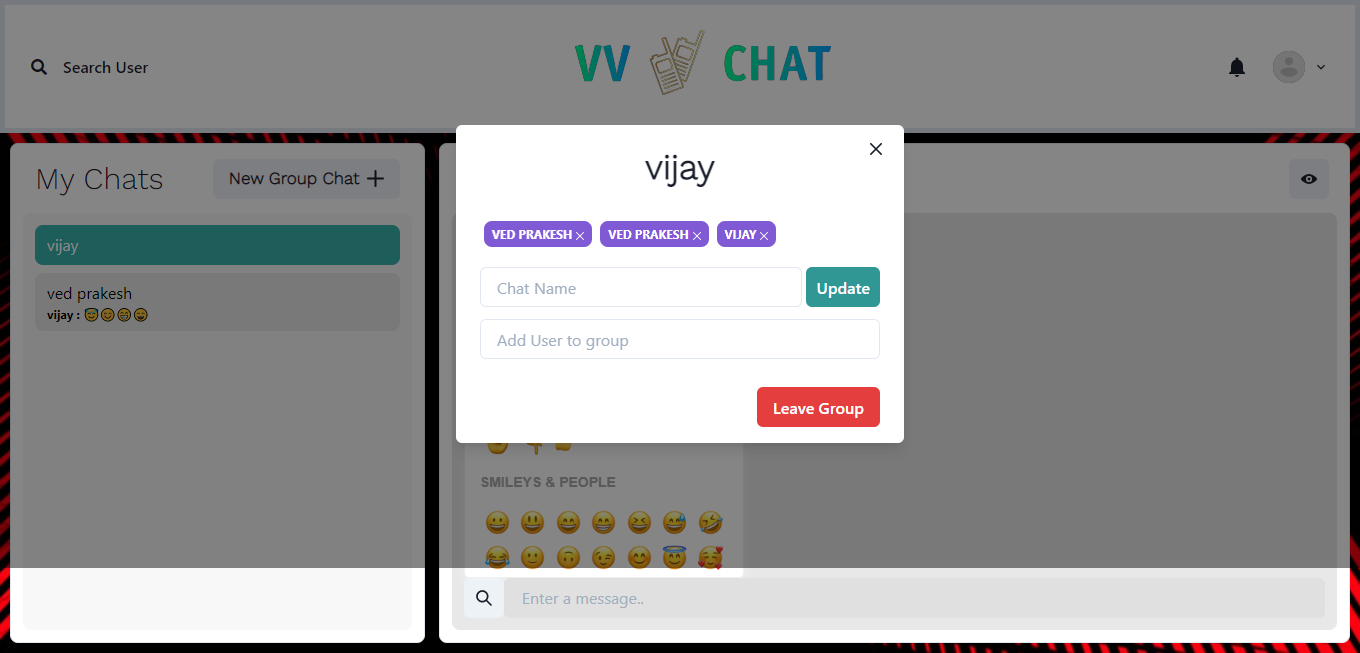 Search User
VV CHAT
My Chats
New Group Chat
vijay
ved prakesh
vijay :
vijay
VED PRAKESH
VED PRAKESH
VIJAY
Chat Name
Update
Add User to group
Leave Group
SMILEYS & PEOPLE
Enter a message..